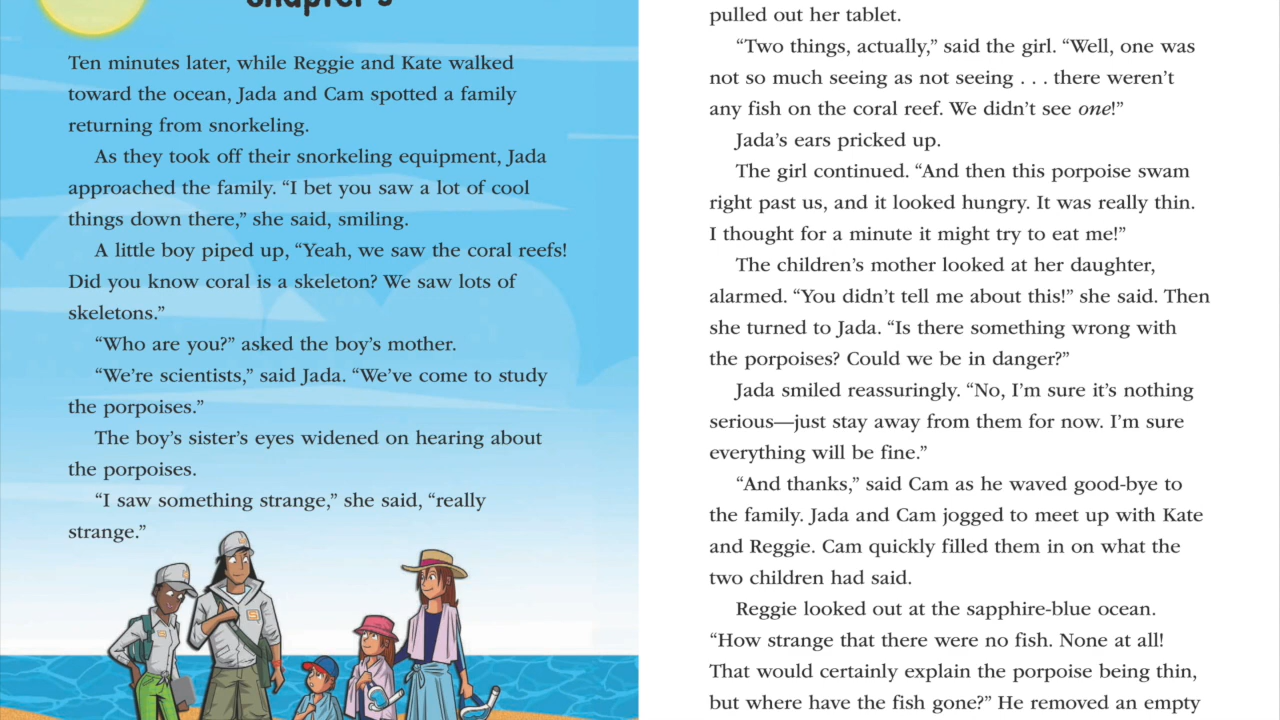 Ten minutes later, while Reggie and Kate walked
toward the ocean, Jada and Cam spotted a family
returning from snorkeling.
As they took off their snorkeling equipment, Jada
approached the family. “I bet you saw a lot of cool
things down there,” she said, smiling.
A little boy piped up, “Yeah, we saw the coral reefs!
Did you know coral is a skeleton? We saw lots of
skeletons.”
“Who are you?” asked the boy’s mother.
“We’re scientists,” said Jada. “We’ve come to study
the porpoises.”
The boy’s sister’s eyes widened on hearing about
the porpoises.
“I saw something strange,” she said, “really
strange.”
pulled out her tablet.
“Two things, actually,” said the girl. “Well, one was
not so much seeing as not seeing . . . there weren’t
any fish on the coral reef. We didn’t see one!”
Jada’s ears pricked up.
The girl continued. “And then this porpoise swam
right past us, and it looked hungry. It was really thin.
I thought for a minute it might try to eat me!”
The children’s mother looked at her daughter,
alarmed. “You didn’t tell me about this!” she said. Then
she turned to Jada. “Is there something wrong with
the porpoises? Could we be in danger?”
Jada smiled reassuringly. “No, I’m sure it’s nothing
serious—just stay away from them for now. I’m sure
everything will be fine.”
“And thanks,” said Cam as he waved good-bye to
the family. Jada and Cam jogged to meet up with Kate
and Reggie. Cam quickly filled them in on what the
two children had said.
Reggie looked out at the sapphire-blue ocean.
“How strange that there were no fish. None at all!
That would certainly explain the porpoise being thin,
but where have the fish gone?” He removed an empty